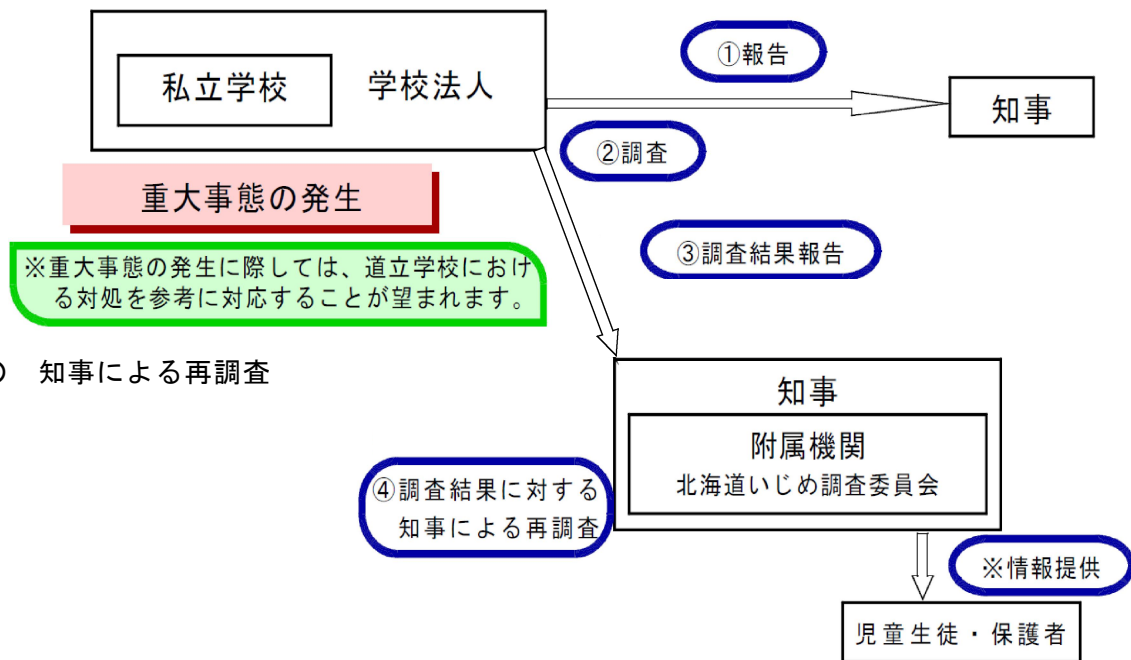 ①報告
私立学校
学校法人
知事
②調査
重大事態の発生
③調査結果報告
※重大事態の発生に際しては、道立学校におけ
る対処を参考に対応することが望まれます。
知事による再調査
知事
附属機関
北海道いじめ調査委員会
④調査結果に対する
知事による再調査
※情報提供
児童生徒・保護者